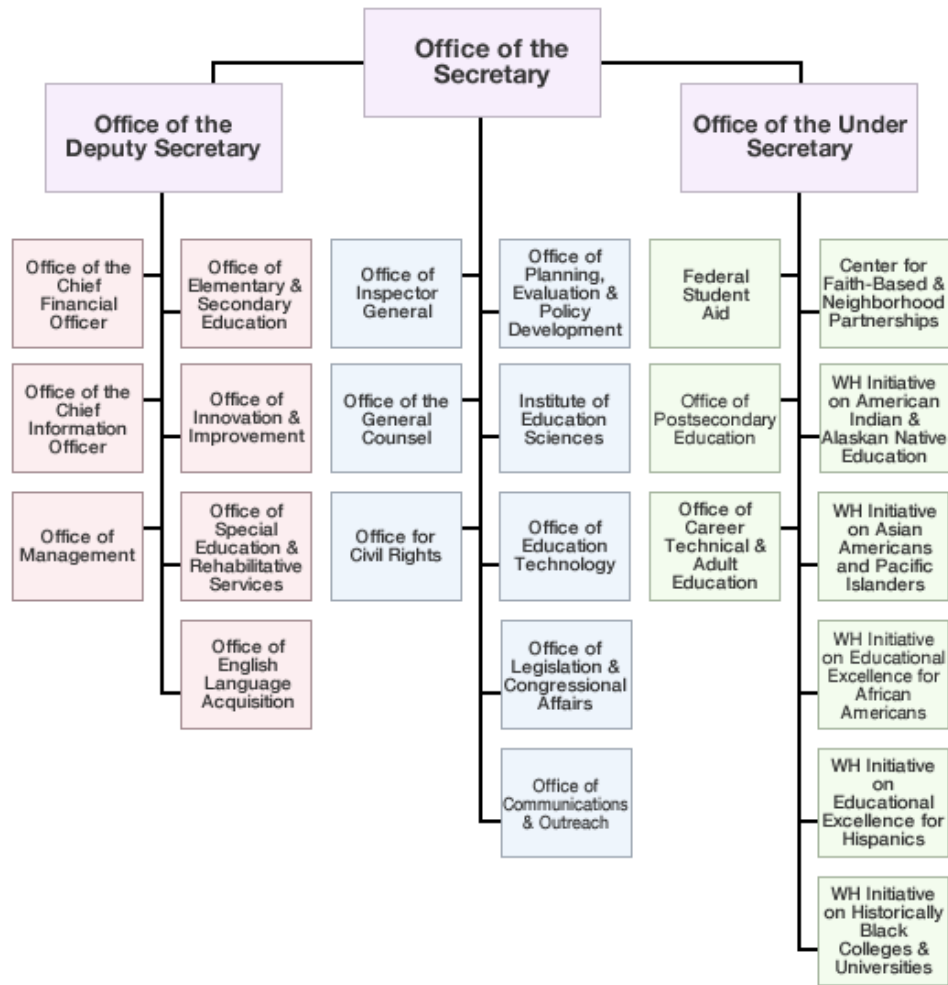 Office of the
Secretary
Office of the
Deputy Secretary
Office of the Under
Secretary
Office of the
Chief
Financial
Officer
Office of
Elementary &
Secondary
Education
Office of
Inspector
General
Office of
Planning,
Evaluation &
Policy
Development
Federal
Student
Aid
Center for
Faith-Based &
Neighborhood
Partnerships
Office of the
Chief
Information
Officer
Office of
Innovation &
Improvement
Office of the
General
Counsel
Institute of
Education
Sciences
Office of
Postsecondary
Education
WH Initiative
on American
Indian &
Alaskan Native
Education
Office of
Management
Office of
Special
Education &
Rehabilitative
Services
Office for
Civil Rights
Office of
Education
Technology
Office of
Career
Technical &
Adult
Education
WH Initiative
on Asian
Americans
and Pacific
Islanders
Office of
English
Language
Acquisition
Office of
Legislation &
Congressional
Affairs
WH Initiative
on Educational
Excellence for
African
Americans
Office of
Communications
& Outreach
WH Initiative
on
Educational
Excellence for
Hispanics
WH Initiative
on Historically
Black
Colleges &
Universities